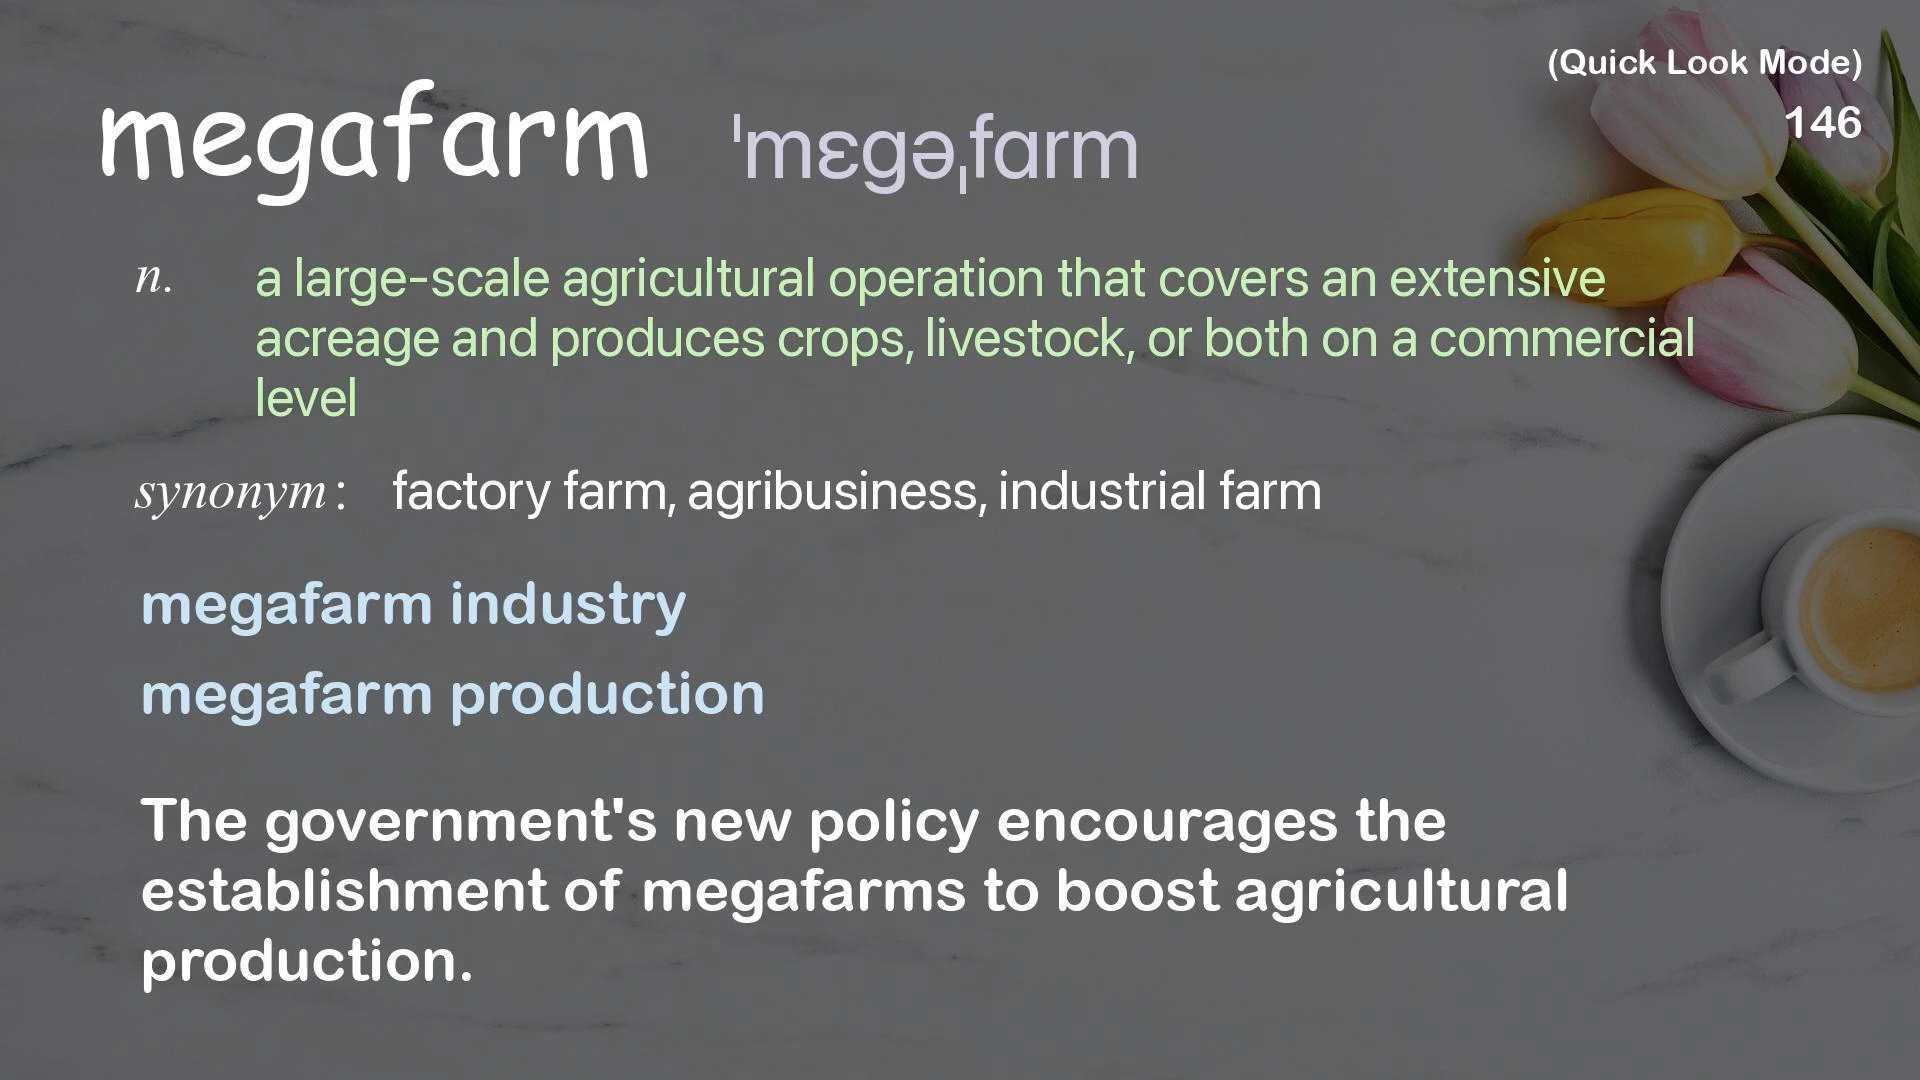 (Quick Look Mode)
146
megafarm ˈmɛgəˌfɑrm
n. a large-scale agricultural operation that covers an extensive
acreage and produces crops, livestock, or both on a commercial
level
synonym: factory farm, agribusiness, industrial farm
megafarm industry
megafarm production
The government's new policy encourages the
establishment of megafarms to boost agricultural
production.